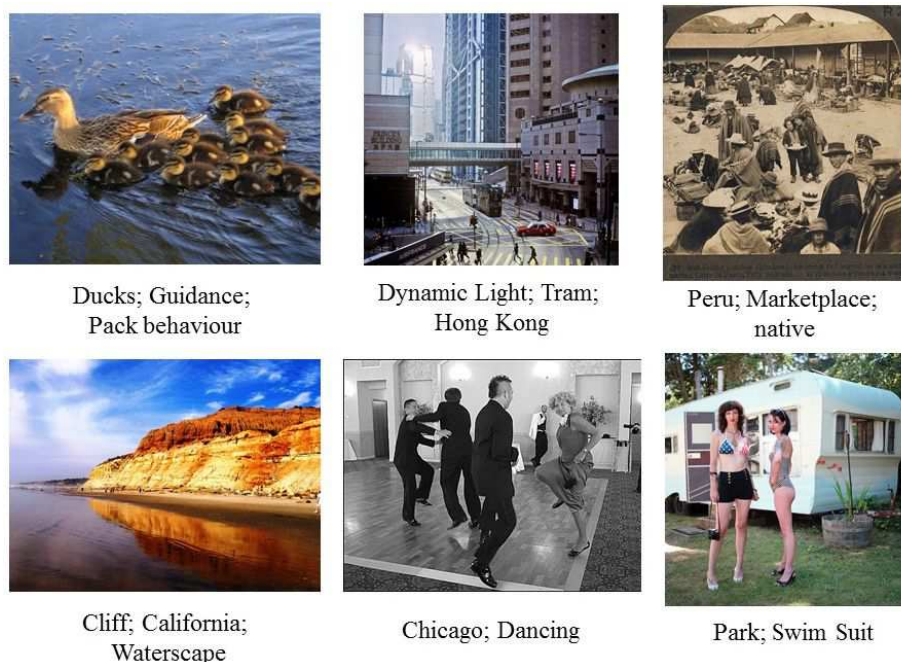 Ducks; Guidance;
Pack behaviour
Dynamic Light; Tram;
Hong Kong
Peru; Marketplace;
native
Cliff; California;
Waterscape
Chicago; Dancing
Park; Swim Suit